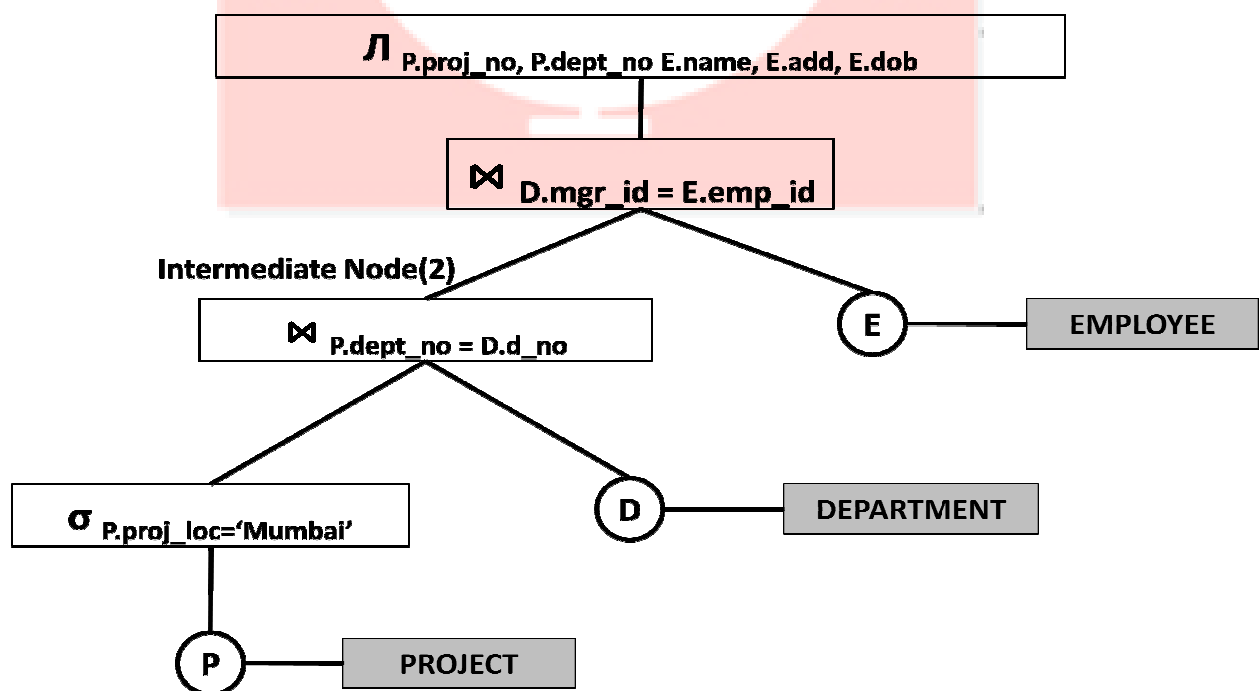 Л P.proj_no, P.dept_no E.name, E.add, E.dob
⋈ D.mgr_id = E.emp_id
Intermediate Node(2)
⋈ P.dept_no = D.d_no
E
EMPLOYEE
σ P.proj_loc=‘Mumbai’
D
DEPARTMENT
P
PROJECT